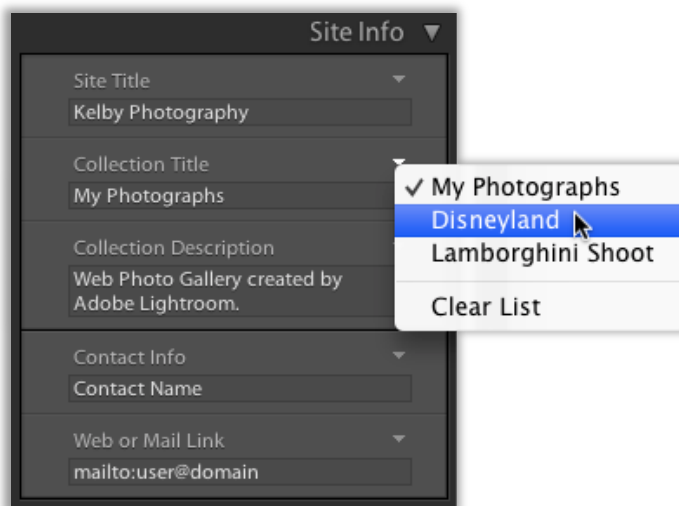 Site Info
Site Title
Kelby Photography
Collection Title
My Photographs
My Photographs
Disneyland
Lamborghini Shoot
Clear List
Collection Description
Web Photo Gallery created by
Adobe Lightroom.
Contact Info
Contact Name
Web or Mail Link
mailto:user@domain